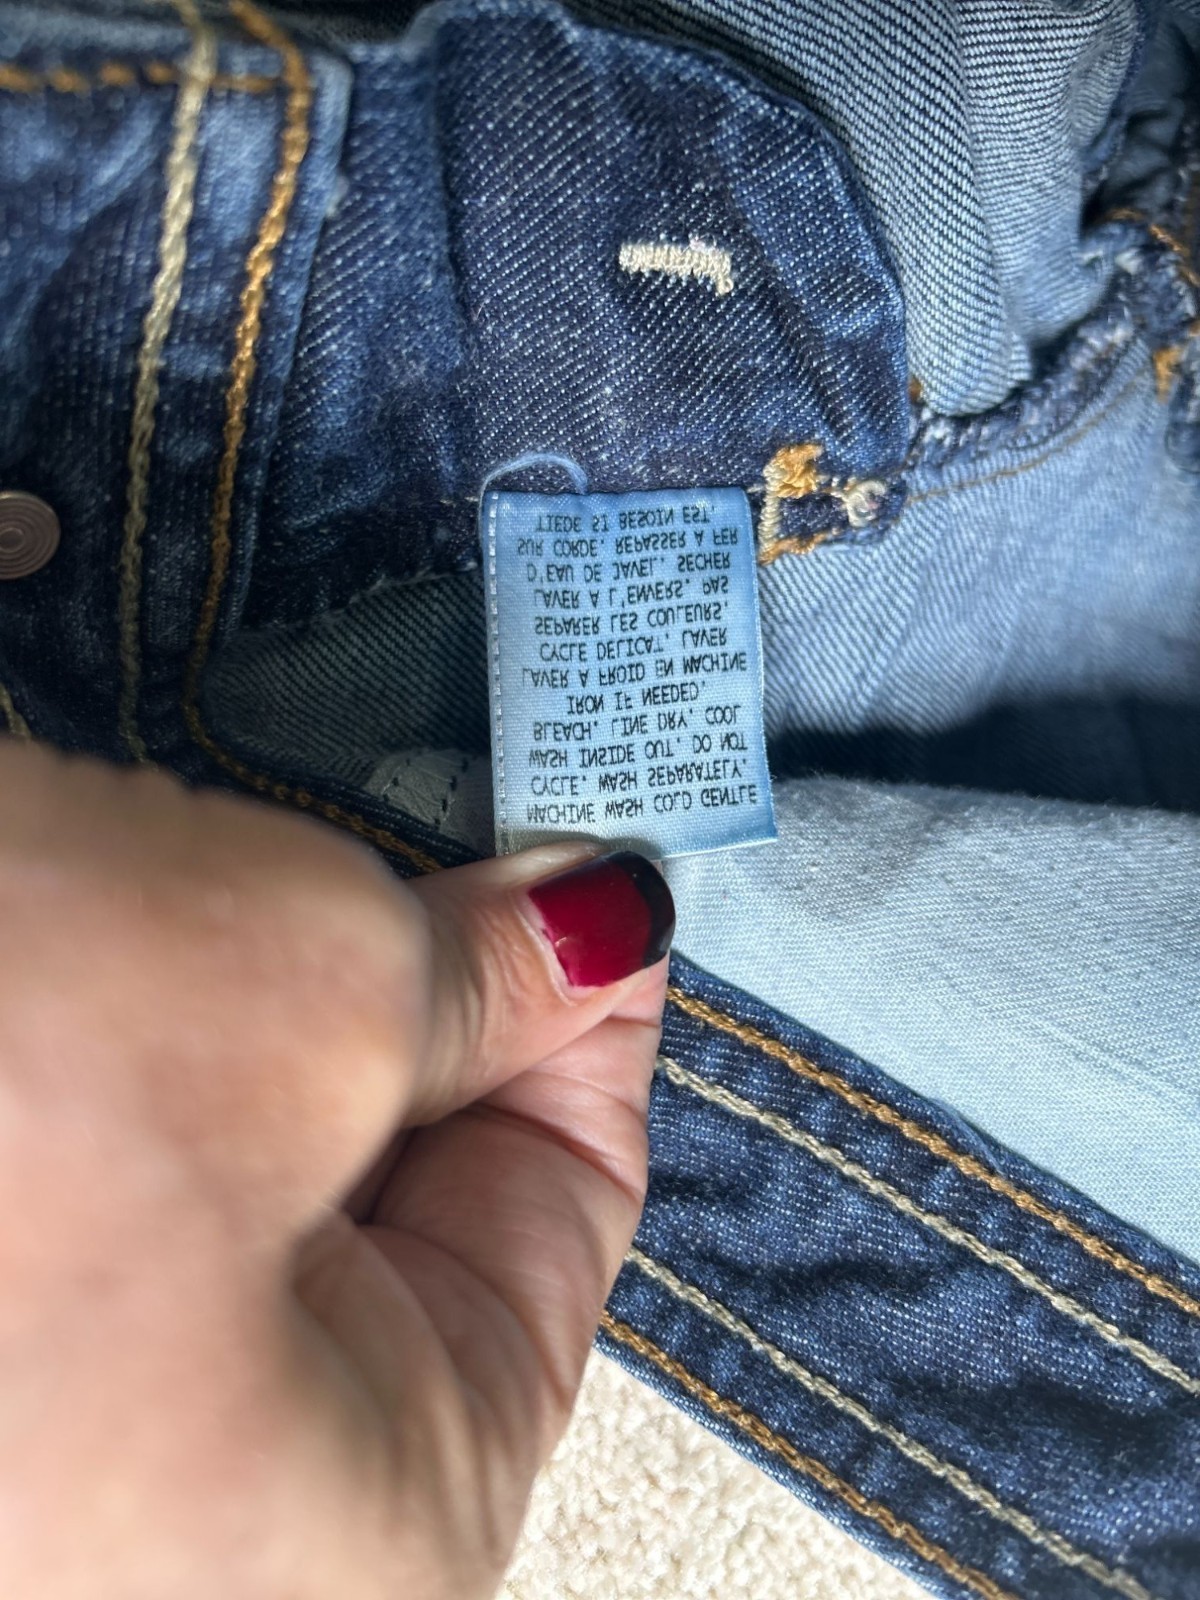 MACHINE WASH COLD GENTLE
CYCLE. WASH SEPARATELY.
WASH INSIDE OUT. DO NOT
BLEACH. LINE DRY. COOL
IRON IF NEEDED.
LAVER A FROID EN MACHINE
CYCLE DELICAT. LAVER
SEPARER LES COULEURS.
LAVER A L'ENVERS. PAS
D'EAU DE JAVEL. SECHER
SUR CORDE. REPASSER A FER
TIEDE SI BESOIN EST.